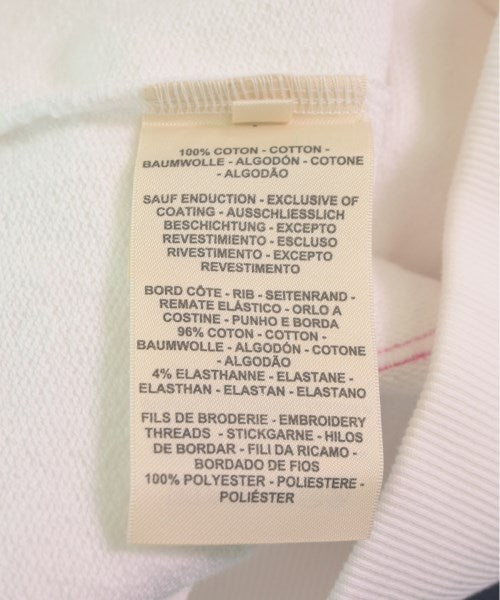 100% COTON - COTTON -
BAUMWOLLE - ALGODÓN - COTONE
- ALGODÃO
SAUF ENDUCTION - EXCLUSIVE OF
COATING - AUSSCHLIESSLICH
BESCHICHTUNG - EXCEPTO
REVESTIMIENTO - ESCLUSO
RIVESTIMENTO - EXCEPTO
REVESTIMENTO
BORD CÔTE - RIB - SEITENRAND -
REMATE ELÁSTICO - ORLO A
COSTINE - PUNHO E BORDA
96% COTON - COTTON -
BAUMWOLLE - ALGODÓN - COTONE
- ALGODÃO
4% ELASTHANNE - ELASTANE -
ELASTHAN - ELASTAN - ELASTANO
FILS DE BRODERIE - EMBROIDERY
THREADS - STICKGARNE - HILOS
DE BORDAR - FILI DA RICAMO -
BORDADO DE FIOS
100% POLYESTER - POLIESTERE -
POLIÉSTER